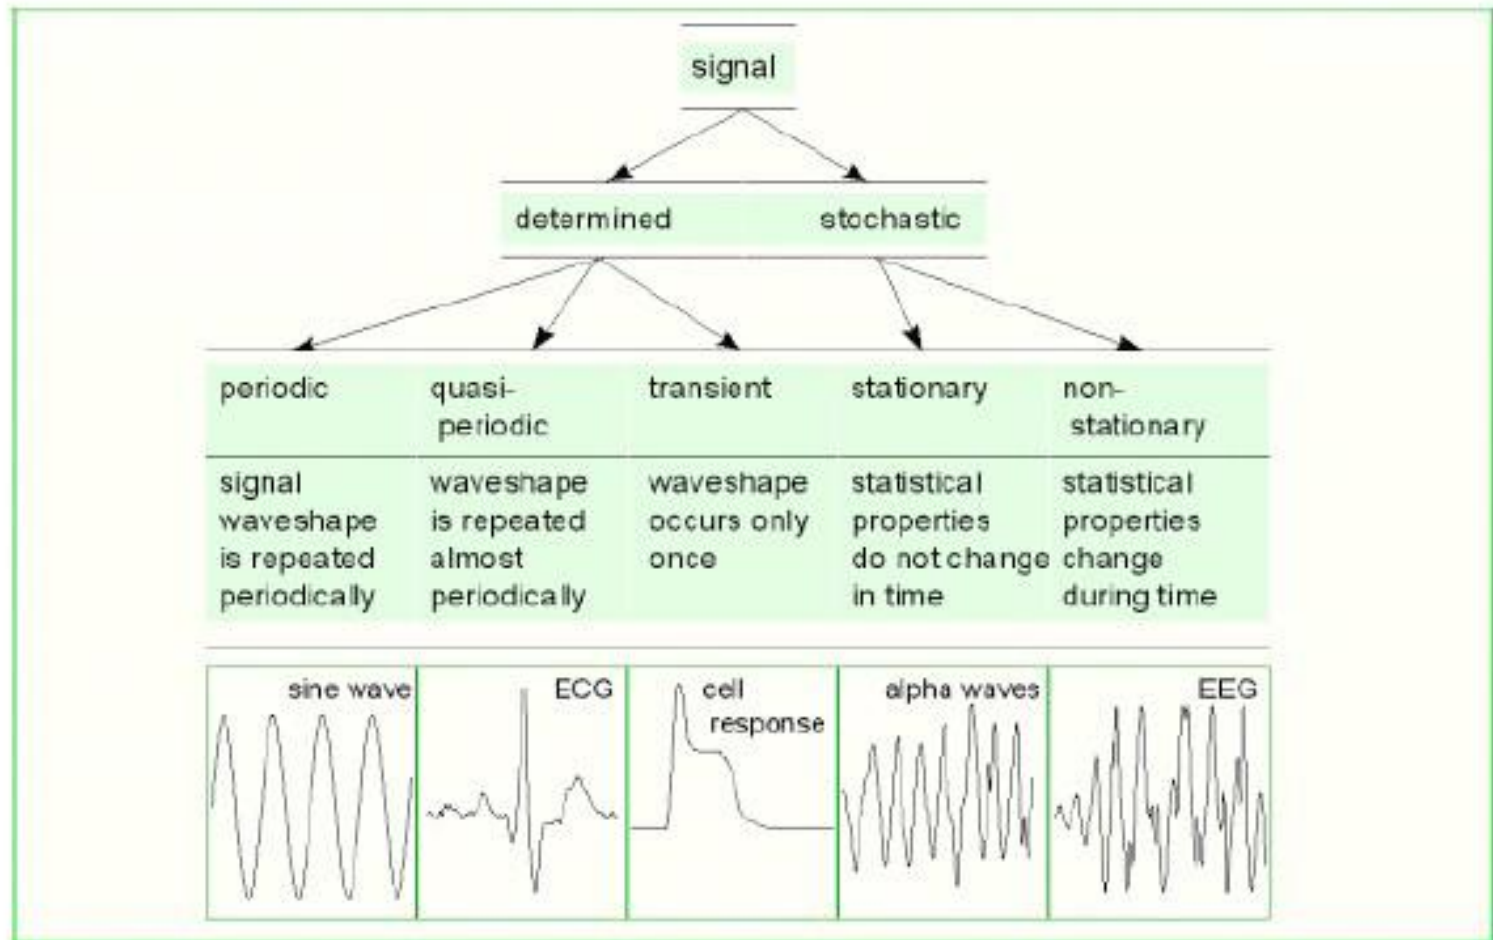 signal
determined
stochastic
periodic
quasi-
periodic
transient
stationary
non-
stationary
signal
waveshape
is repeated
periodically
waveshape
is repeated
almost
periodically
waveshape
occurs only
once
statistical
properties
do not change
in time
statistical
properties
change
during time
sine wave
ECG
cell
response
alpha waves
EEG